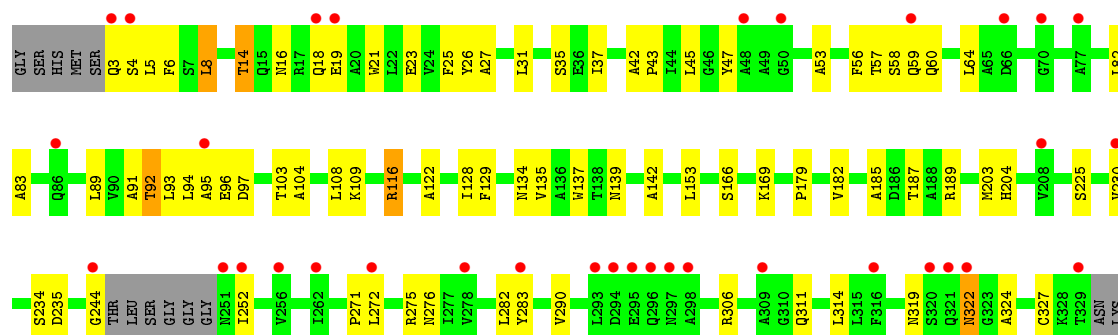 GLY SER HIS MET SER Q3 S4 L5 F6 S7 L8 T14 Q15 N16 R17 Q18 E19 A20 W21 L22 E23 V24 F25 Y26 A27 L31 S35 E36 I37 A42 P43 I44 L45 G46 Y47 A48 A49 G50 A53 F56 T57 S58 Q59 Q60 L64 A65 D66 G70 A77 L82
A83 Q86 L89 V90 A91 T92 L93 L94 A95 E96 D97 T103 A104 L108 K109 R116 A122 I128 F129 N134 V135 A136 W137 T138 N139 A142 L153 S166 K169 P179 V182 A185 D186 T187 A188 R189 M203 H204 V208 S225 V230
S234 D235 G244 THR LEU SER GLY GLY GLY N251 I252 V256 I262 P271 L272 R275 N276 I277 V278 L282 Y283 V290 L293 D294 E295 Q296 N297 A298 R306 A309 G310 Q311 L314 L315 F316 N319 S320 Q321 N322 G323 A324 C327 K328 T329 ASN